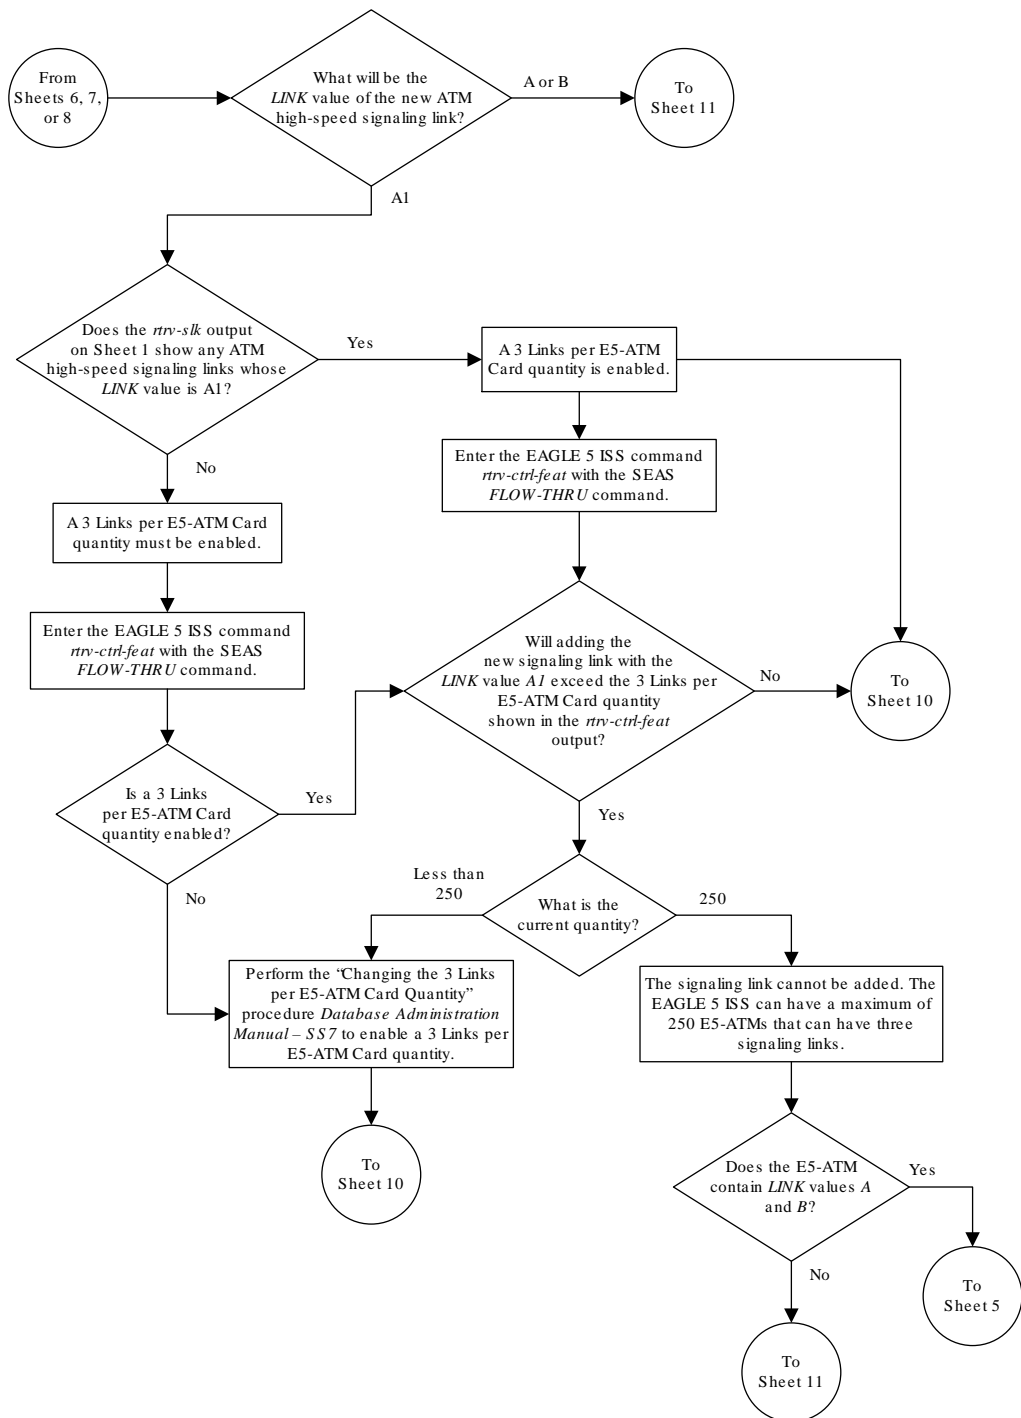 From
Sheets 6, 7,
or 8
What will be the
LINK value of the new ATM
high-speed signaling link?
A or B
To
Sheet 11
A1
Does the rtrv-slk output
on Sheet 1 show any ATM
high-speed signaling links whose
LINK value is A1?
Yes
A 3 Links per E5-ATM
Card quantity is enabled.
No
Enter the EAGLE 5 ISS command
rtrv-ctrl-feat with the SEAS
FLOW-THRU command.
A 3 Links per E5-ATM Card
quantity must be enabled.
Enter the EAGLE 5 ISS command
rtrv-ctrl-feat with the SEAS
FLOW-THRU command.
Will adding the
new signaling link with the
LINK value A1 exceed the 3 Links per
E5-ATM Card quantity
shown in the rtrv-ctrl-feat
output?
No
To
Sheet 10
Is a 3 Links
per E5-ATM Card
quantity enabled?
Yes
Yes
No
Less than
250
What is the
current quantity?
250
Perform the “Changing the 3 Links
per E5-ATM Card Quantity”
procedure Database Administration
Manual – SS7 to enable a 3 Links per
E5-ATM Card quantity.
The signaling link cannot be added. The
EAGLE 5 ISS can have a maximum of
250 E5-ATMs that can have three
signaling links.
To
Sheet 10
Does the E5-ATM
contain LINK values A
and B?
Yes
No
To
Sheet 5
To
Sheet 11